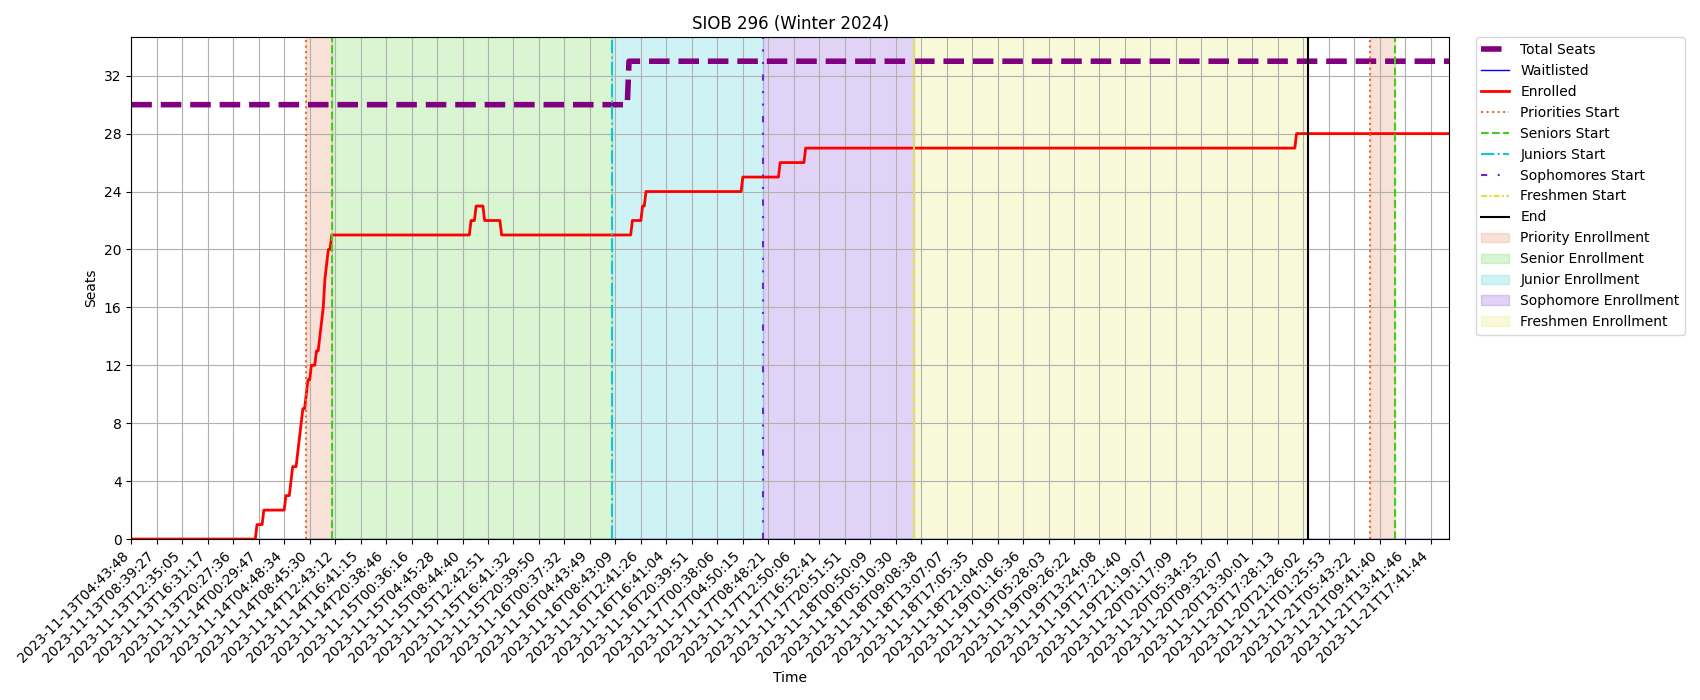 SIOB 296 (Winter 2024)
Total Seats
Waitlisted
Enrolled
Priorities Start
Seniors Start
Juniors Start
Sophomores Start
Freshmen Start
End
Priority Enrollment
Senior Enrollment
Junior Enrollment
Sophomore Enrollment
Freshmen Enrollment
Seats
32
28
24
20
16
12
8
4
0
2023-11-13T04:43:48
2023-11-13T08:39:27
2023-11-13T12:35:05
2023-11-13T16:31:17
2023-11-13T20:27:36
2023-11-14T00:29:47
2023-11-14T04:48:34
2023-11-14T08:45:30
2023-11-14T12:43:12
2023-11-14T16:41:15
2023-11-14T20:38:46
2023-11-15T00:36:16
2023-11-15T04:45:28
2023-11-15T08:44:40
2023-11-15T12:42:51
2023-11-15T16:41:32
2023-11-15T20:39:50
2023-11-16T00:37:32
2023-11-16T04:43:49
2023-11-16T08:43:09
2023-11-16T12:41:26
2023-11-16T16:41:04
2023-11-16T20:39:51
2023-11-17T00:38:06
2023-11-17T04:50:15
2023-11-17T08:48:21
2023-11-17T12:50:06
2023-11-17T16:52:41
2023-11-17T20:51:51
2023-11-18T00:50:09
2023-11-18T05:10:30
2023-11-18T09:08:38
2023-11-18T13:07:07
2023-11-18T17:05:35
2023-11-18T21:04:00
2023-11-19T01:16:36
2023-11-19T05:28:03
2023-11-19T09:26:22
2023-11-19T13:24:08
2023-11-19T17:21:40
2023-11-19T21:19:07
2023-11-20T01:17:09
2023-11-20T05:34:25
2023-11-20T09:32:07
2023-11-20T13:30:01
2023-11-20T17:28:13
2023-11-20T21:26:02
2023-11-21T01:25:53
2023-11-21T05:43:22
2023-11-21T09:41:40
2023-11-21T13:41:46
2023-11-21T17:41:44
Time